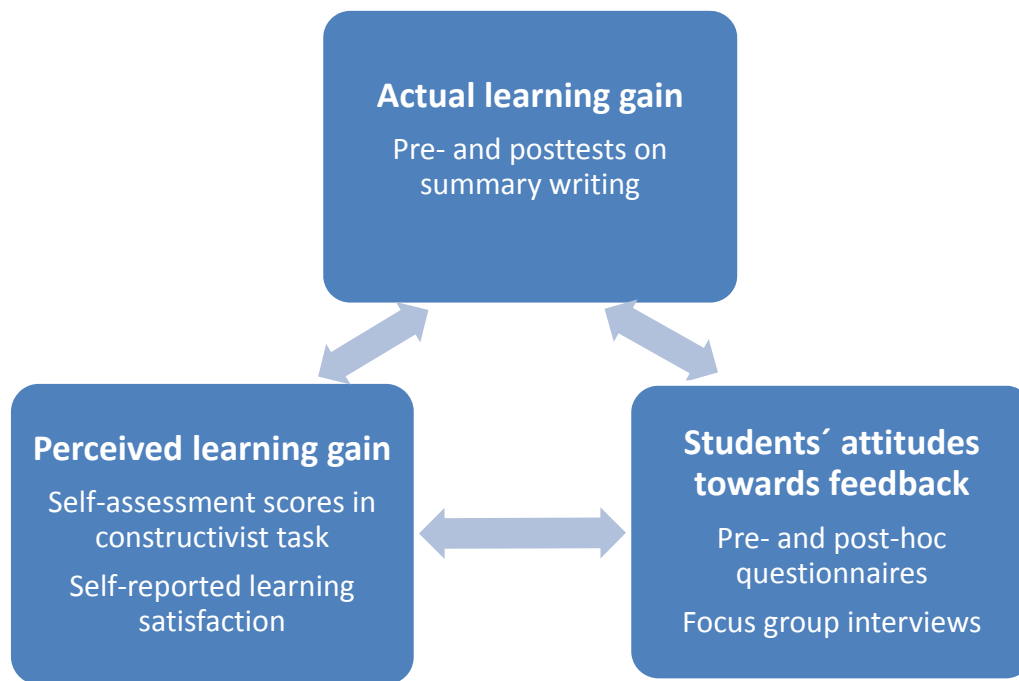 Actual learning gain
Pre- and posttests on
summary writing
Perceived learning gain
Self-assessment scores in
constructivist task
Self-reported learning
satisfaction
Students´ attitudes
towards feedback
Pre- and post-hoc
questionnaires
Focus group interviews